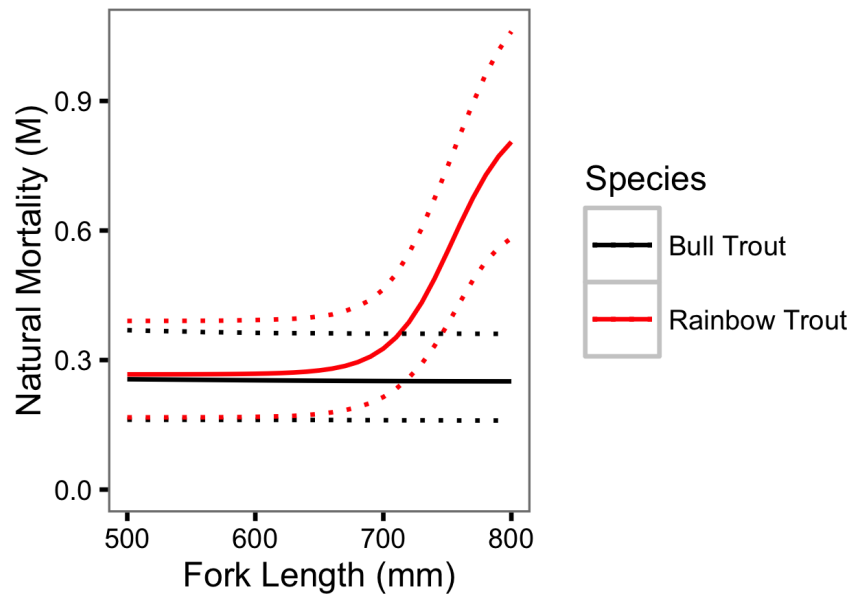 Natural Mortality (M)
0.9
0.6
0.3
0.0
500 600 700 800
Fork Length (mm)
Species
Bull Trout
Rainbow Trout